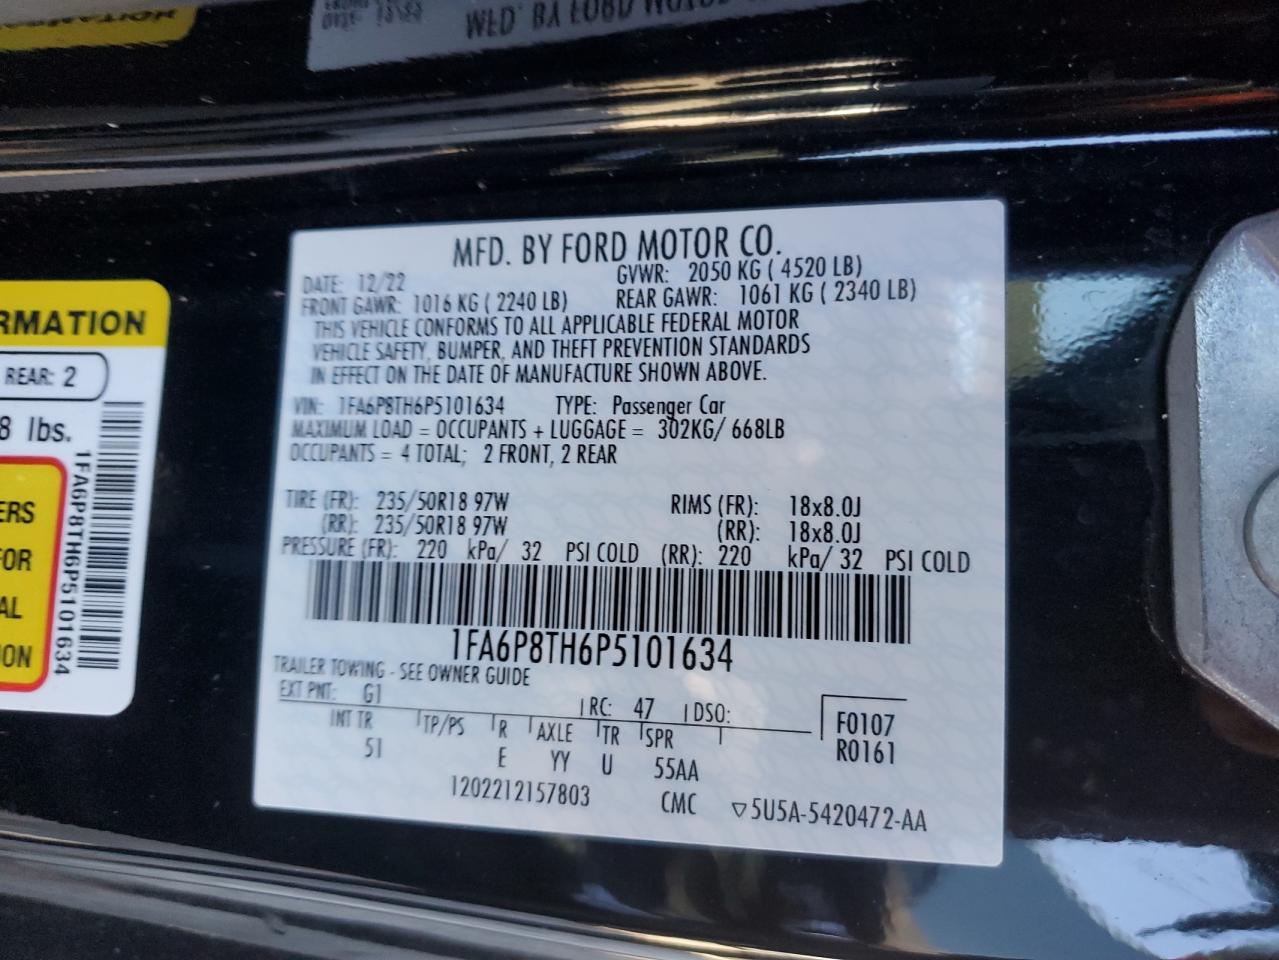 MFD. BY FORD MOTOR CO.
DATE: 12/22 GVWR: 2050 KG ( 4520 LB)
FRONT GAWR: 1016 KG ( 2240 LB) REAR GAWR: 1061 KG ( 2340 LB)
THIS VEHICLE CONFORMS TO ALL APPLICABLE FEDERAL MOTOR
VEHICLE SAFETY, BUMPER, AND THEFT PREVENTION STANDARDS
IN EFFECT ON THE DATE OF MANUFACTURE SHOWN ABOVE.
VIN: 1FA6P8TH6P5101634 TYPE: Passenger Car
MAXIMUM LOAD = OCCUPANTS + LUGGAGE = 302KG/ 668LB
OCCUPANTS = 4 TOTAL; 2 FRONT, 2 REAR
TIRE (FR): 235/50R18 97W RIMS (FR): 18x8.0J
(RR): 235/50R18 97W (RR): 18x8.0J
PRESSURE (FR): 220 kPa/ 32 PSI COLD (RR): 220 kPa/ 32 PSI COLD
1FA6P8TH6P5101634
TRAILER TOWING - SEE OWNER GUIDE
EXT PNT: G1 RC: 47 DSO:
INT TR TP/PS R AXLE TR SPR F0107
51 E YY U 55AA R0161
1202212157803 CMC ▽5U5A-5420472-AA
RMATION
REAR: 2
8 lbs.
ERS
FOR
AL
ION
1FA6P8TH6P5101634